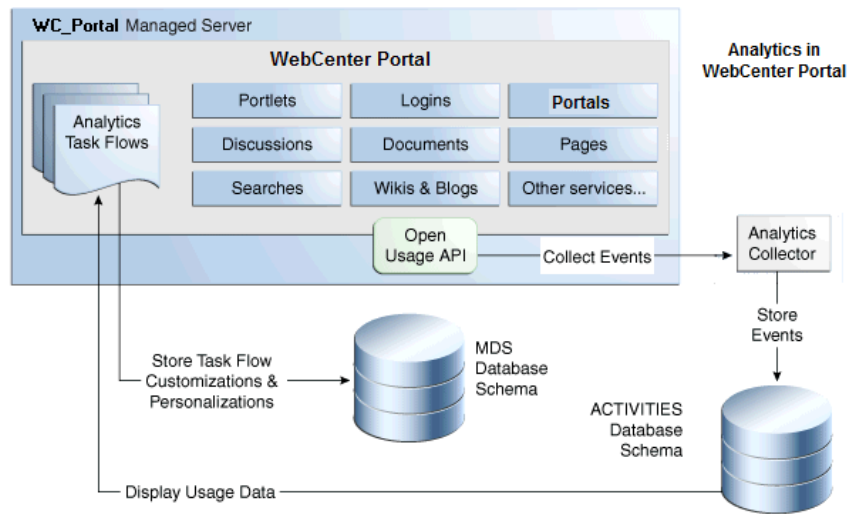 WC_Portal Managed Server
WebCenter Portal
Analytics in
WebCenter Portal
Analytics
Task Flows
Portlets
Logins
Portals
Discussions
Documents
Pages
Searches
Wikis & Blogs
Other services...
Open
Usage API
Collect Events
Analytics
Collector
Store
Events
Store Task Flow
Customizations &
Personalizations
MDS
Database
Schema
ACTIVITIES
Database
Schema
Display Usage Data